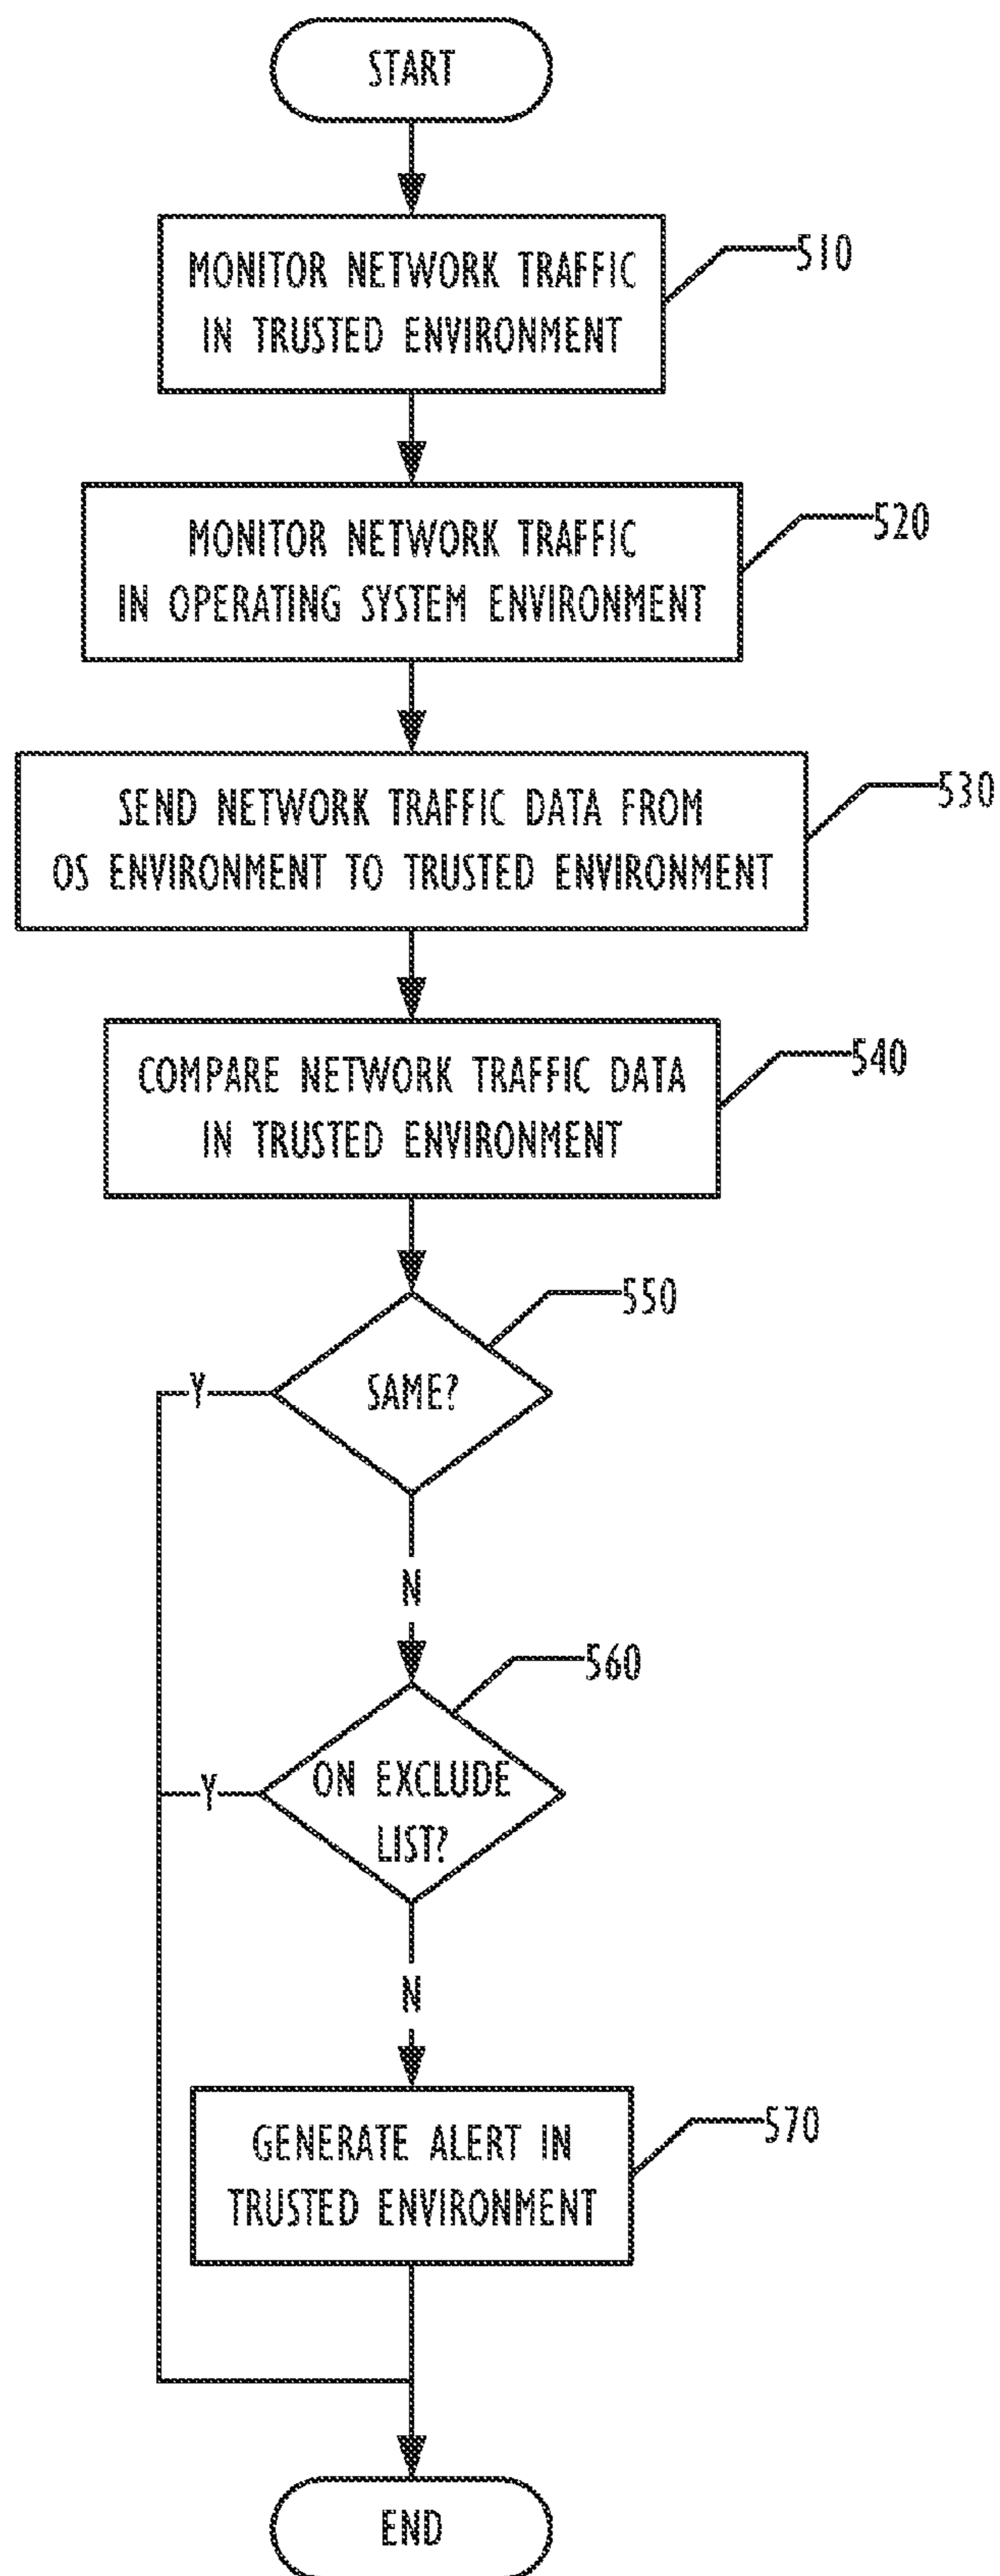 START
MONITOR NETWORK TRAFFIC
IN TRUSTED ENVIRONMENT
510
MONITOR NETWORK TRAFFIC
IN OPERATING SYSTEM ENVIRONMENT
520
SEND NETWORK TRAFFIC DATA FROM
OS ENVIRONMENT TO TRUSTED ENVIRONMENT
530
COMPARE NETWORK TRAFFIC DATA
IN TRUSTED ENVIRONMENT
540
550
Y
SAME?
N
560
Y
ON EXCLUDE
LIST?
N
GENERATE ALERT IN
TRUSTED ENVIRONMENT
570
END